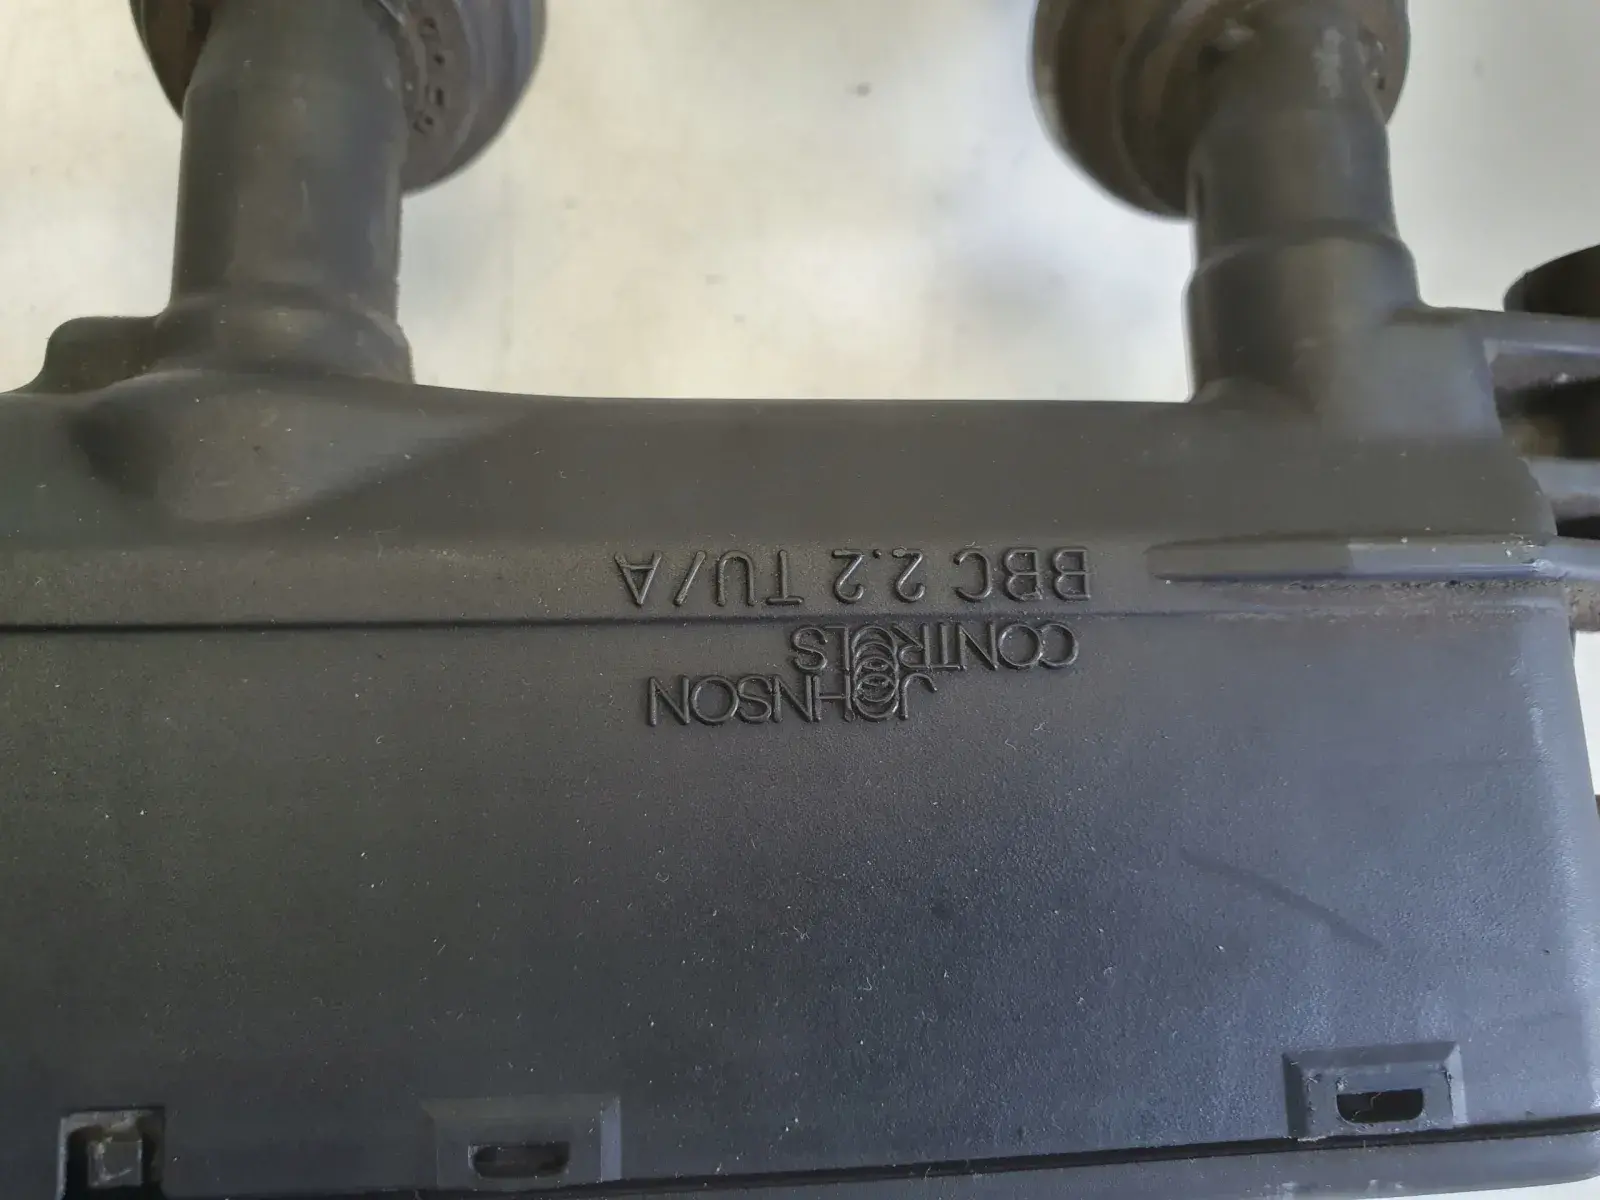 JOHNSON
CONTROLS
BBC 2.2 TU/A